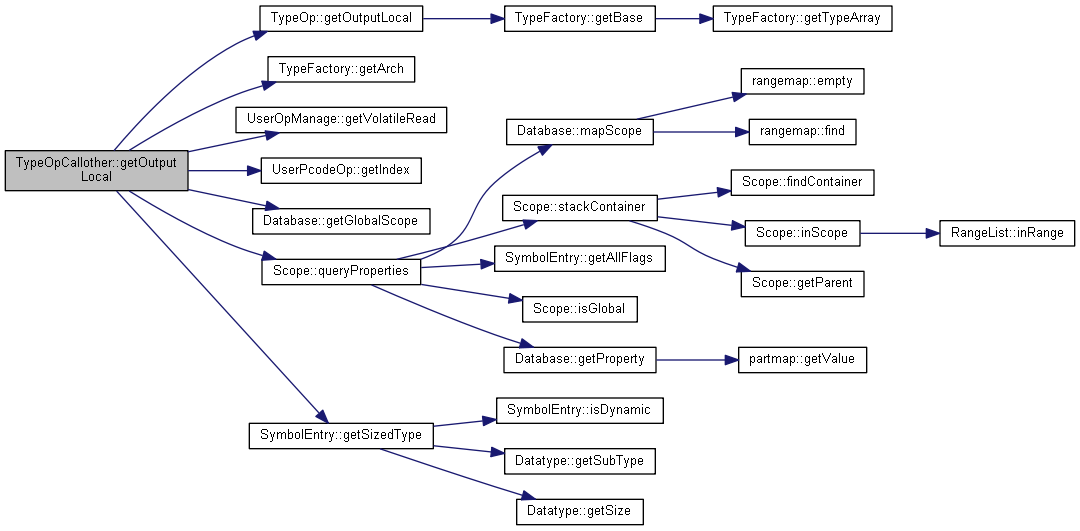 TypeOp::getOutputLocal
TypeFactory::getBase
TypeFactory::getTypeArray
TypeFactory::getArch
rangemap::empty
UserOpManage::getVolatileRead
Database::mapScope
rangemap::find
TypeOpCallother::getOutput
Local
UserPcodeOp::getIndex
Scope::findContainer
Scope::stackContainer
Database::getGlobalScope
Scope::inScope
RangeList::inRange
Scope::queryProperties
SymbolEntry::getAllFlags
Scope::getParent
Scope::isGlobal
Database::getProperty
partmap::getValue
SymbolEntry::isDynamic
SymbolEntry::getSizedType
Datatype::getSubType
Datatype::getSize